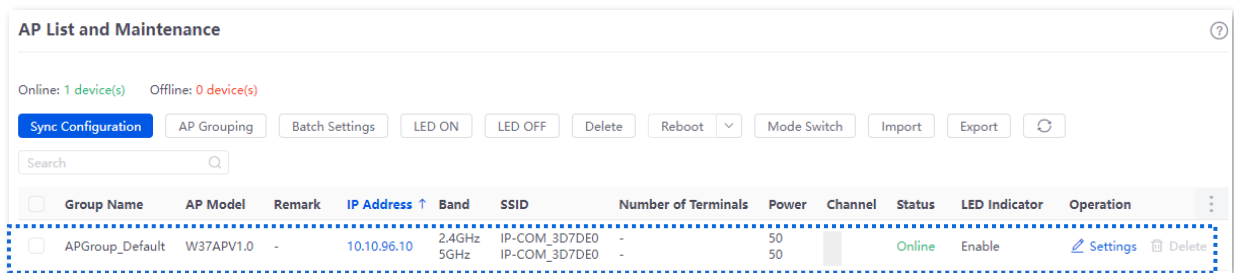 AP List and Maintenance
Online: 1 device(s) Offline: 0 device(s)
Sync Configuration AP Grouping Batch Settings LED ON LED OFF Delete Reboot Mode Switch Import Export
Search
Group Name AP Model Remark IP Address ↑ Band SSID Number of Terminals Power Channel Status LED Indicator Operation
APGroup_Default W37APV1.0 - 10.10.96.10 2.4GHz IP-COM_3D7DE0 - 50 Online Enable Settings Delete
5GHz IP-COM_3D7DE0 - 50